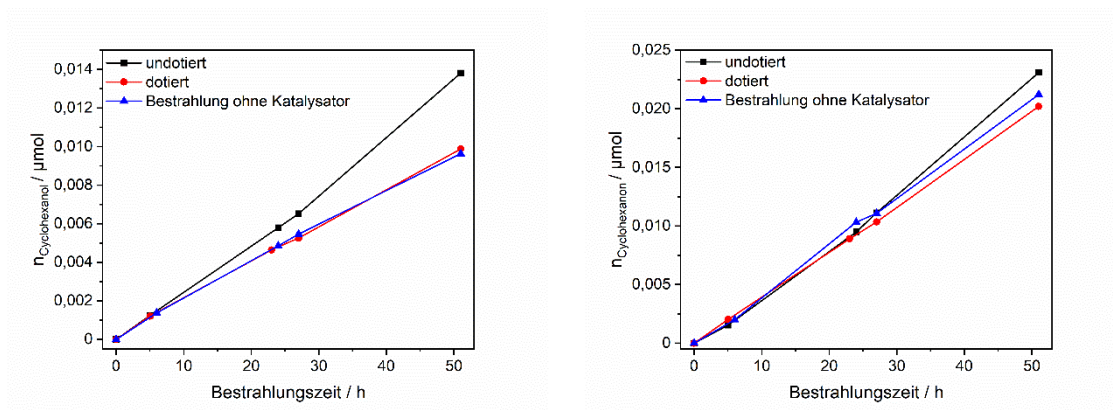 undotiert
dotiert
Bestrahlung ohne Katalysator
0,014
0,012
0,010
0,008
0,006
0,004
0,002
0
n_Cyclohexanol / µmol
0 10 20 30 40 50
Bestrahlungszeit / h
undotiert
dotiert
Bestrahlung ohne Katalysator
0,025
0,020
0,015
0,010
0,005
0
n_Cyclohexanon / µmol
0 10 20 30 40 50
Bestrahlungszeit / h